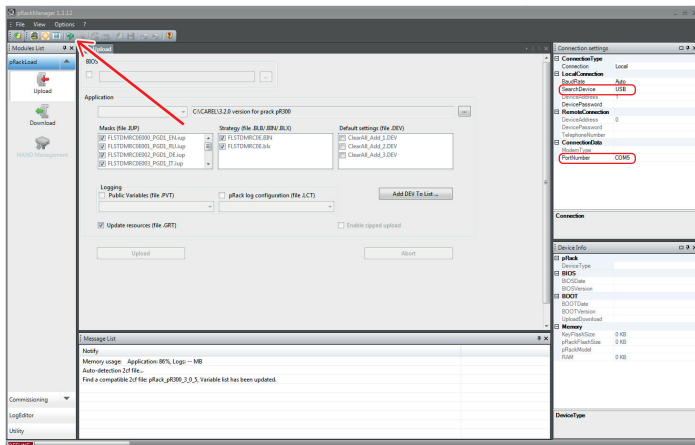 pRackManager 1.3.12
File View Options ?
Modules List
Upload
pRackLoad
Upload
Download
NAND Management
Commissioning
LogEditor
Utility
BIOS
...
Application
C:\CAREL\3.2.0 version for prack pR300
...
Masks (file .IUP)
FLSTDMRC0E000_PGD1_EN.iup
FLSTDMRC0E001_PGD1_RU.iup
FLSTDMRC0E002_PGD1_DE.iup
FLSTDMRC0E003_PGD1_IT.iup
Strategy (file .BLB/.BIN/.BLX)
FLSTDMRC0E.BIN
FLSTDMRC0E.blx
Default settings (file .DEV)
ClearAll_Add_1.DEV
ClearAll_Add_2.DEV
ClearAll_Add_3.DEV
Logging
Public Variables (file .PVT)
pRack log configuration (file .LCT)
Add DEV To List ...
Update resources (file .GRT)
Enable zipped upload
Upload
Abort
Message List
Notify
Memory usage: Application: 86%, Logs: -- MB
Auto-detection 2cf file...
Find a compatible 2cf file: pRack_pR300_3_0_5, Variable list has been updated.
Connection settings
ConnectionType
Connection Local
LocalConnection
BaudRate Auto
SearchDevice USB
DeviceAddress 1
DevicePassword
RemoteConnection
DeviceAddress 0
DevicePassword
TelephoneNumber
ConnectionData
ModemType
PortNumber COM5
Connection
Device Info
pRack
DeviceType
BIOS
BIOSDate
BIOSVersion
BOOT
BOOTDate
BOOTVersion
UploadDownload
Memory
KeyFlashSize 0 KB
pRackFlashSize 0 KB
pRackModel
RAM 0 KB
DeviceType